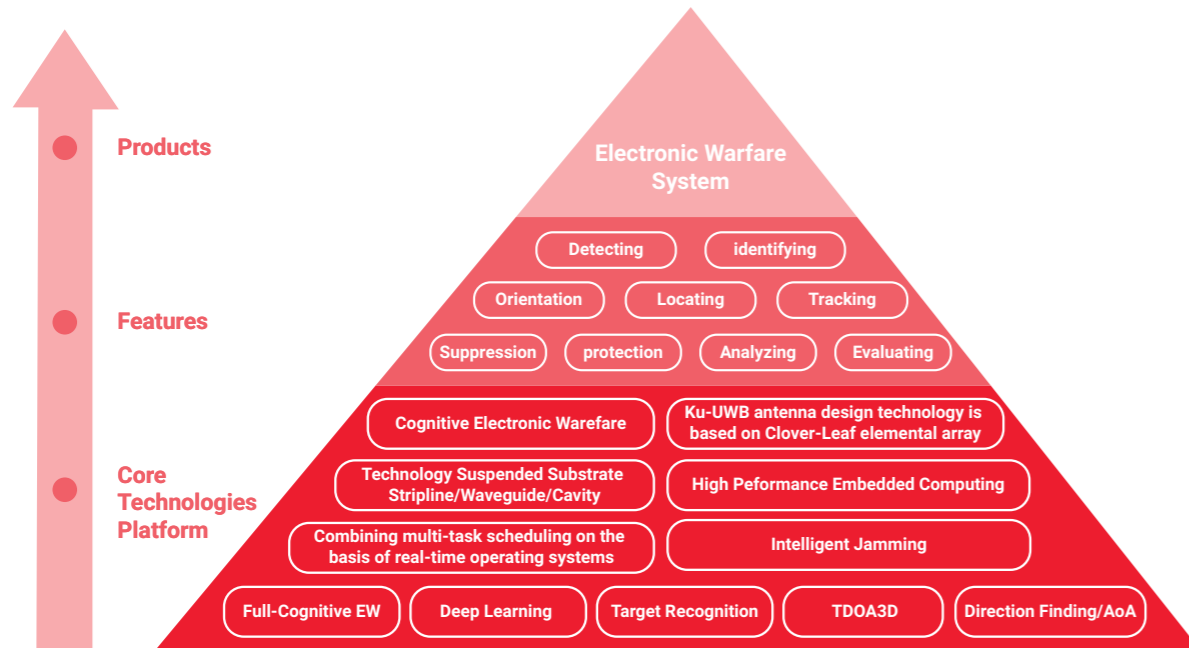 Products
Electronic Warfare
System
Detecting
identifying
Features
Orientation
Locating
Tracking
Suppression
protection
Analyzing
Evaluating
Core
Technologies
Platform
Cognitive Electronic Warefare
Ku-UWB antenna design technology is
based on Clover-Leaf elemental array
Technology Suspended Substrate
Stripline/Waveguide/Cavity
High Peformance Embedded Computing
Combining multi-task scheduling on the
basis of real-time operating systems
Intelligent Jamming
Full-Cognitive EW
Deep Learning
Target Recognition
TDOA3D
Direction Finding/AoA